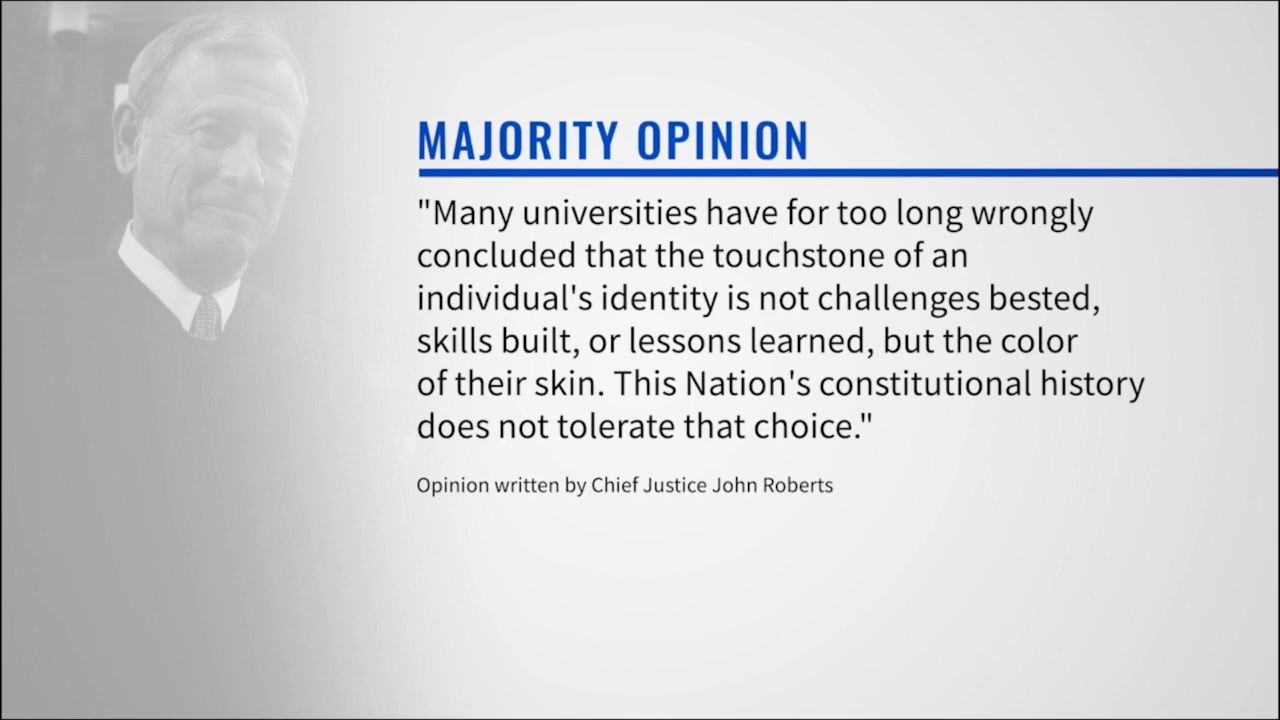 MAJORITY OPINION
"Many universities have for too long wrongly
concluded that the touchstone of an
individual's identity is not challenges bested,
skills built, or lessons learned, but the color
of their skin. This Nation's constitutional history
does not tolerate that choice."
Opinion written by Chief Justice John Roberts